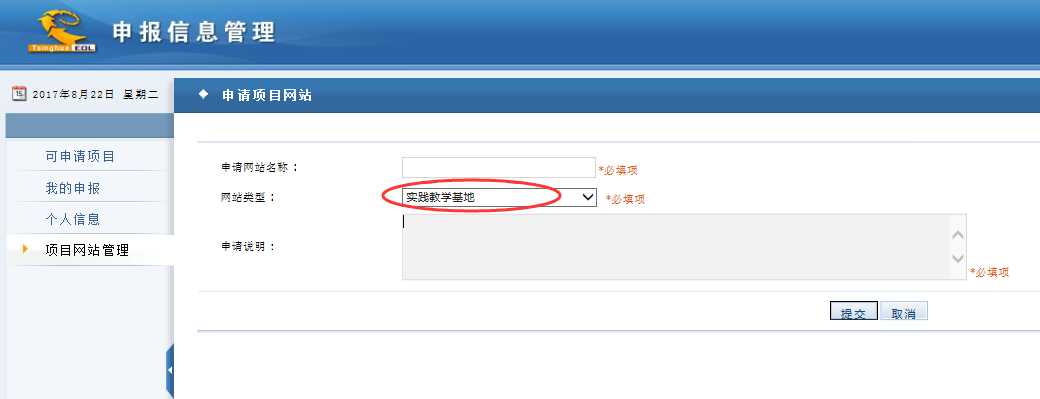 Tsinghua EOL
申报信息管理
15
2017年8月22日 星期二
可申请项目
我的申报
个人信息
项目网站管理
申请项目网站
申请网站名称：
*必填项
网站类型：
实践教学基地
*必填项
申请说明：
*必填项
提交
取消